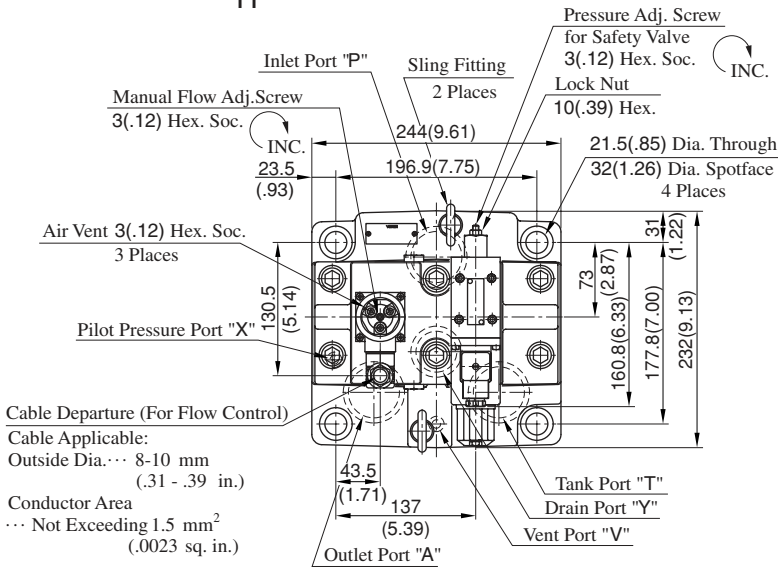 Pressure Adj. Screw
for Safety Valve
3(.12) Hex. Soc.
INC.
Inlet Port "P"
Sling Fitting
2 Places
Lock Nut
10(.39) Hex.
Manual Flow Adj.Screw
3(.12) Hex. Soc.
INC.
244(9.61)
21.5(.85) Dia. Through
32(1.26) Dia. Spotface
4 Places
23.5
(.93)
196.9(7.75)
Air Vent 3(.12) Hex. Soc.
3 Places
31
(1.22)
73
(2.87)
130.5
(5.14)
160.8(6.33)
177.8(7.00)
232(9.13)
Pilot Pressure Port "X"
Cable Departure (For Flow Control)
Cable Applicable:
Outside Dia.··· 8-10 mm
(.31 - .39 in.)
Conductor Area
··· Not Exceeding 1.5 mm²
(.0023 sq. in.)
43.5
(1.71)
137
(5.39)
Tank Port "T"
Drain Port "Y"
Vent Port "V"
Outlet Port "A"